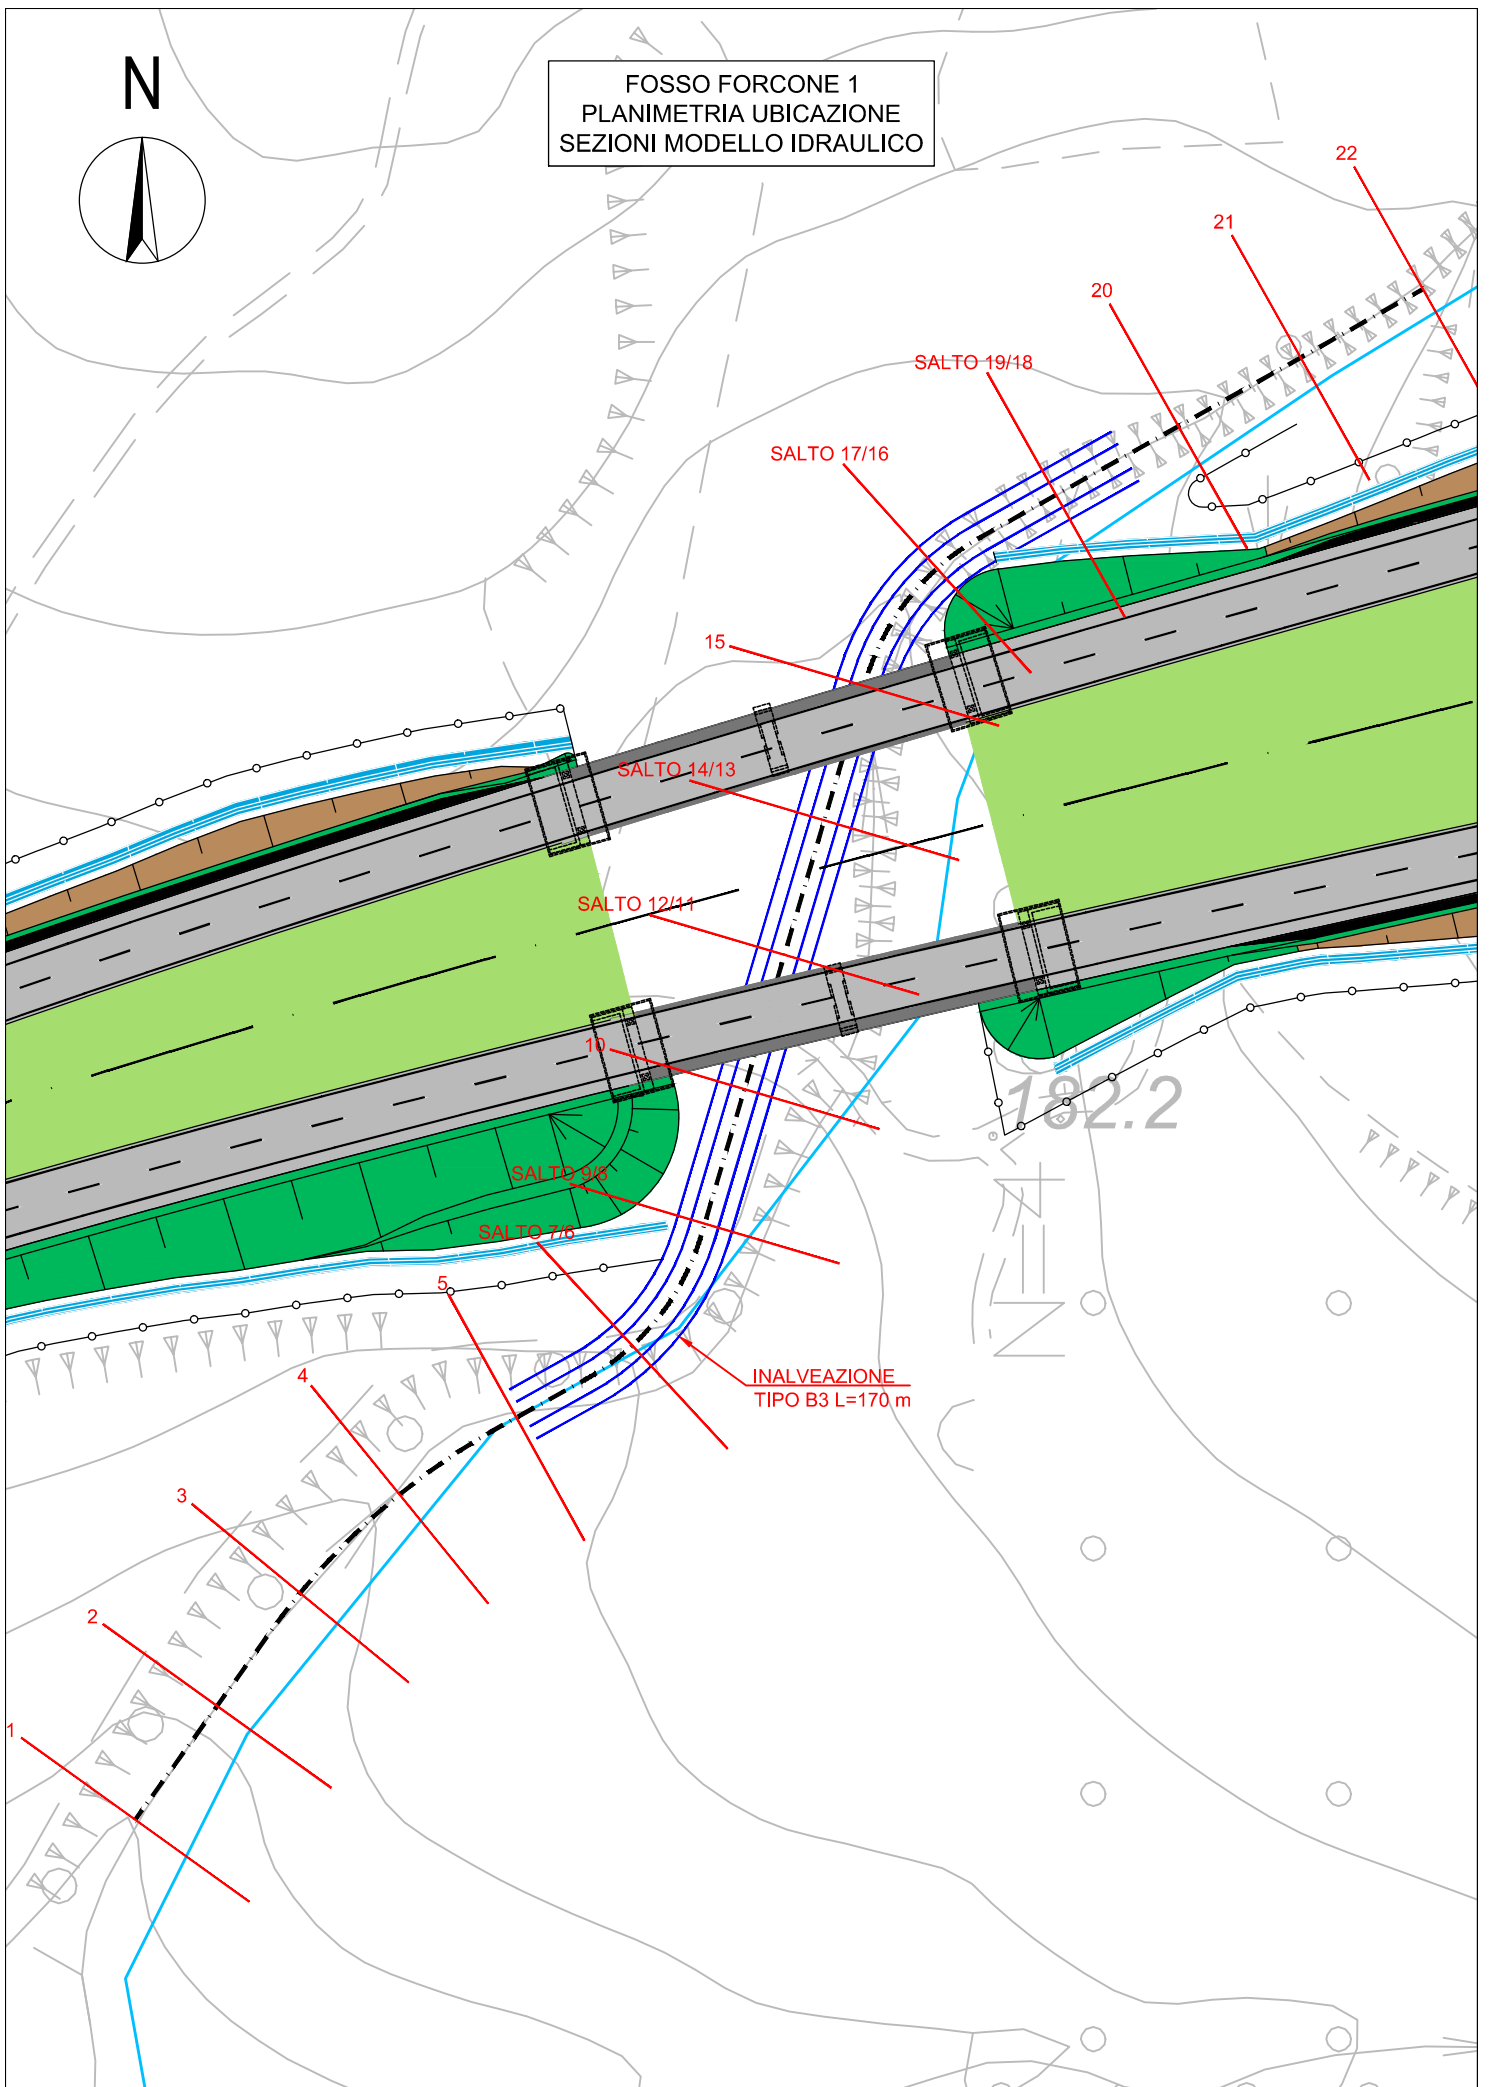 N
FOSSO FORCONE 1
PLANIMETRIA UBICAZIONE
SEZIONI MODELLO IDRAULICO
22
21
20
SALTO 19/18
SALTO 17/16
15
SALTO 14/13
SALTO 12/11
10
182.2
SALTO 9/8
SALTO 7/6
5
INALVEAZIONE
TIPO B3 L=170 m
4
3
2
1